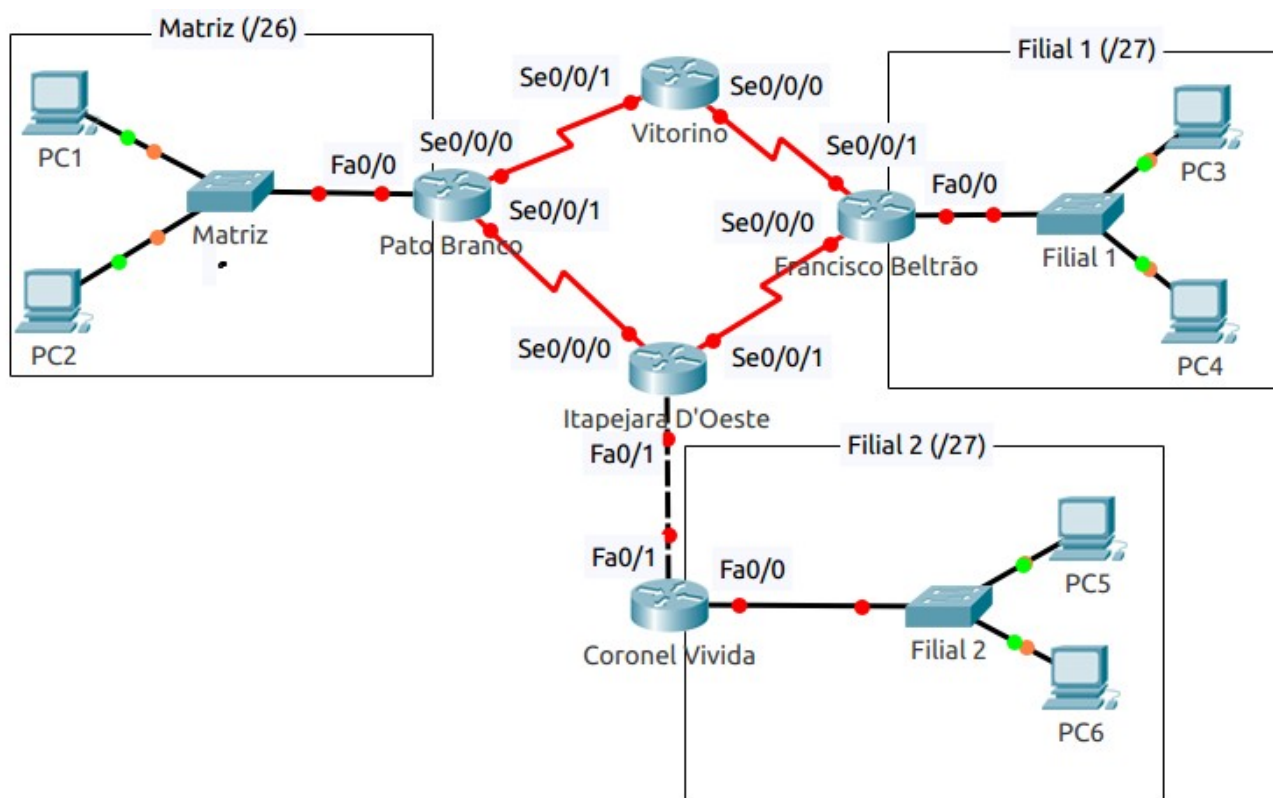 Matriz (/26)
PC1
PC2
Matriz
Fa0/0
Se0/0/0
Se0/0/1
Pato Branco
Se0/0/1
Vitorino
Se0/0/0
Se0/0/1
Se0/0/0
Fa0/0
Francisco Beltrão
Filial 1 (/27)
Filial 1
PC3
PC4
Se0/0/0
Se0/0/1
Itapejara D'Oeste
Fa0/1
Fa0/1
Filial 2 (/27)
Fa0/0
Coronel Vivida
Filial 2
PC5
PC6